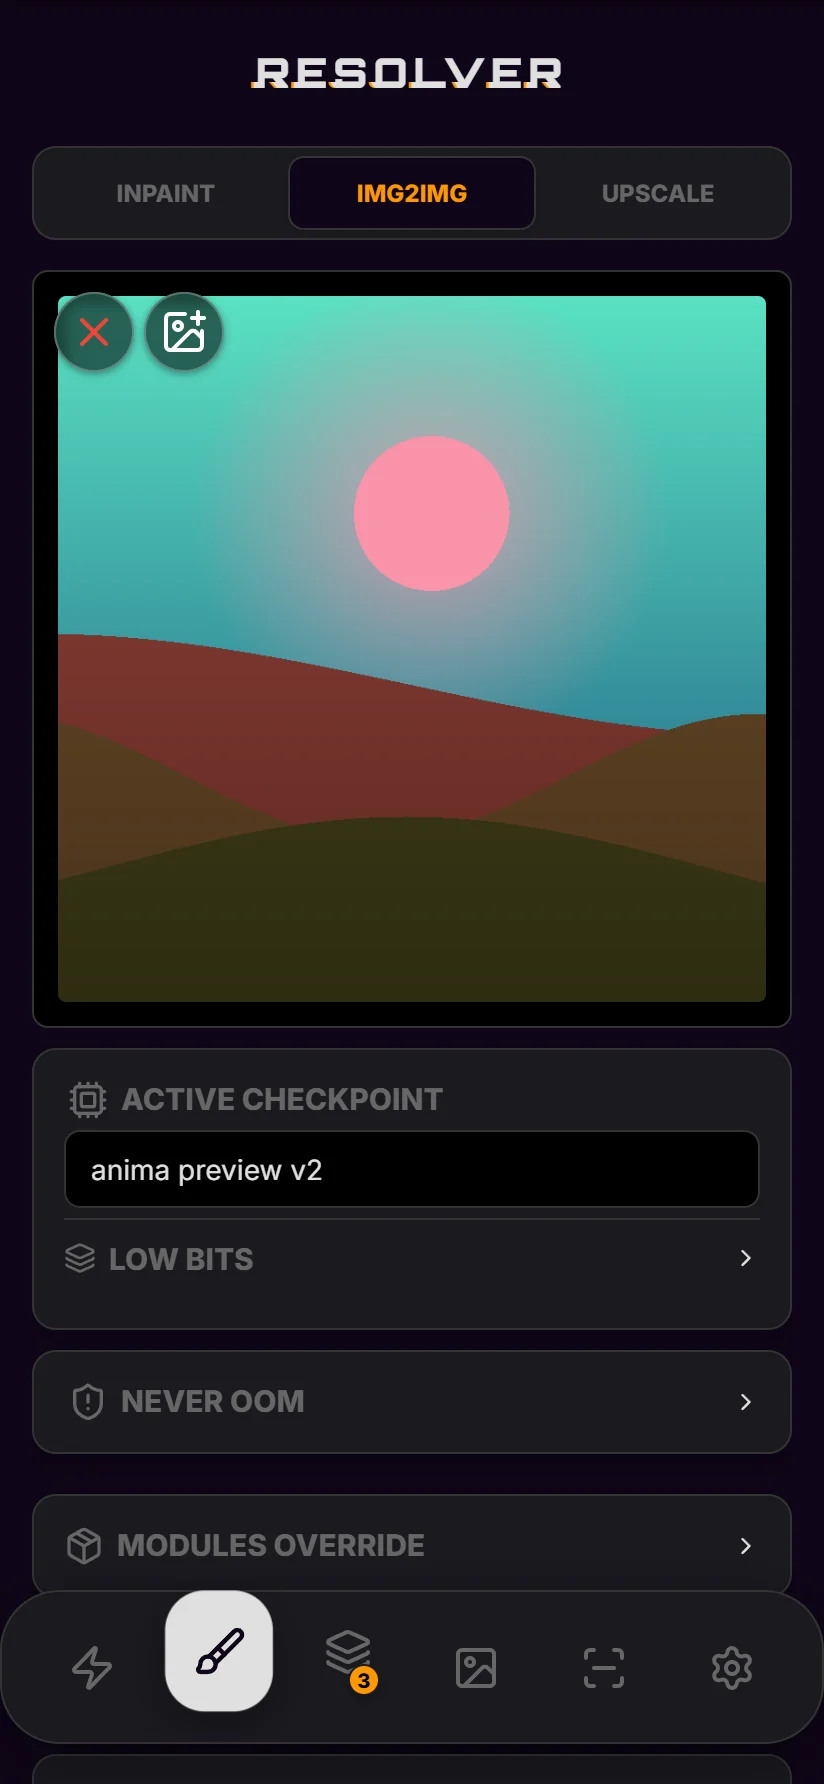 RESOLVER
INPAINT
IMG2IMG
UPSCALE
ACTIVE CHECKPOINT
anima preview v2
LOW BITS
NEVER OOM
MODULES OVERRIDE
3